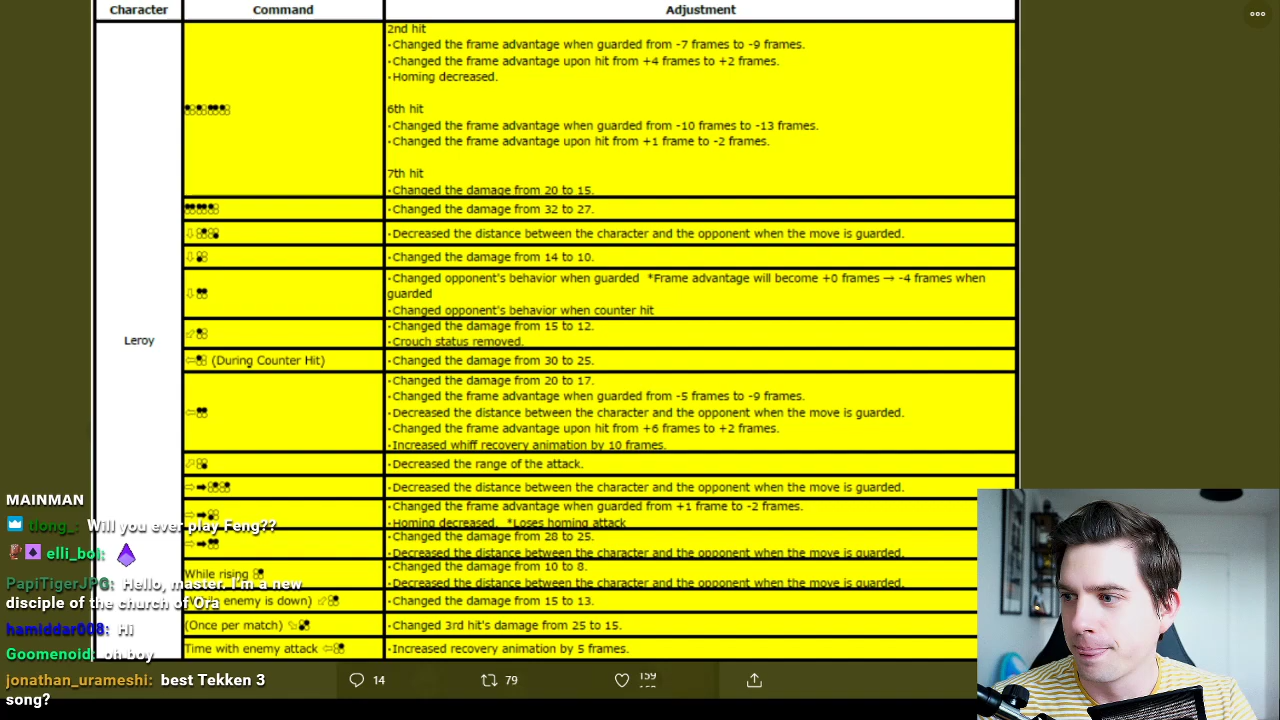 Character Command Adjustment
2nd hit
・Changed the frame advantage when guarded from -7 frames to -9 frames.
・Changed the frame advantage upon hit from +4 frames to +2 frames.
・Homing decreased.
6th hit
・Changed the frame advantage when guarded from -10 frames to -13 frames.
・Changed the frame advantage upon hit from +1 frame to -2 frames.
7th hit
・Changed the damage from 20 to 15.
・Changed the damage from 32 to 27.
・Decreased the distance between the character and the opponent when the move is guarded.
・Changed the damage from 14 to 10.
・Changed opponent's behavior when guarded *Frame advantage will become +0 frames → -4 frames when
guarded
・Changed opponent's behavior when counter hit
Leroy
・Changed the damage from 15 to 12.
・Crouch status removed.
(During Counter Hit) ・Changed the damage from 30 to 25.
・Changed the damage from 20 to 17.
・Changed the frame advantage when guarded from -5 frames to -9 frames.
・Decreased the distance between the character and the opponent when the move is guarded.
・Changed the frame advantage upon hit from +6 frames to +2 frames.
・Increased whiff recovery animation by 10 frames.
・Decreased the range of the attack.
・Decreased the distance between the character and the opponent when the move is guarded.
・Changed the frame advantage from +1 frame to -2 frames.
・Homing decreased. *Loses homing attack
・Changed the damage from 28 to 25.
・Decreased the distance between the character and the opponent when the move is guarded.
While rising
・Changed the damage from 10 to 8.
・Decreased the distance between the character and the opponent when the move is guarded.
enemy is down) ・Changed the damage from 15 to 13.
(Once per match) ・Changed 3rd hit's damage from 25 to 15.
Time with enemy attack ・Increased recovery animation by 5 frames.
MAINMAN
tlong_: Will you ever play Feng??
elli_bol:
PapiTigerJPG: Hello, master. I'm a new
disciple of the church of Ora
hamiddar008: Hi
Goomenoid: oh boy
jonathan_urameshi: best Tekken 3
song?
14 79 159